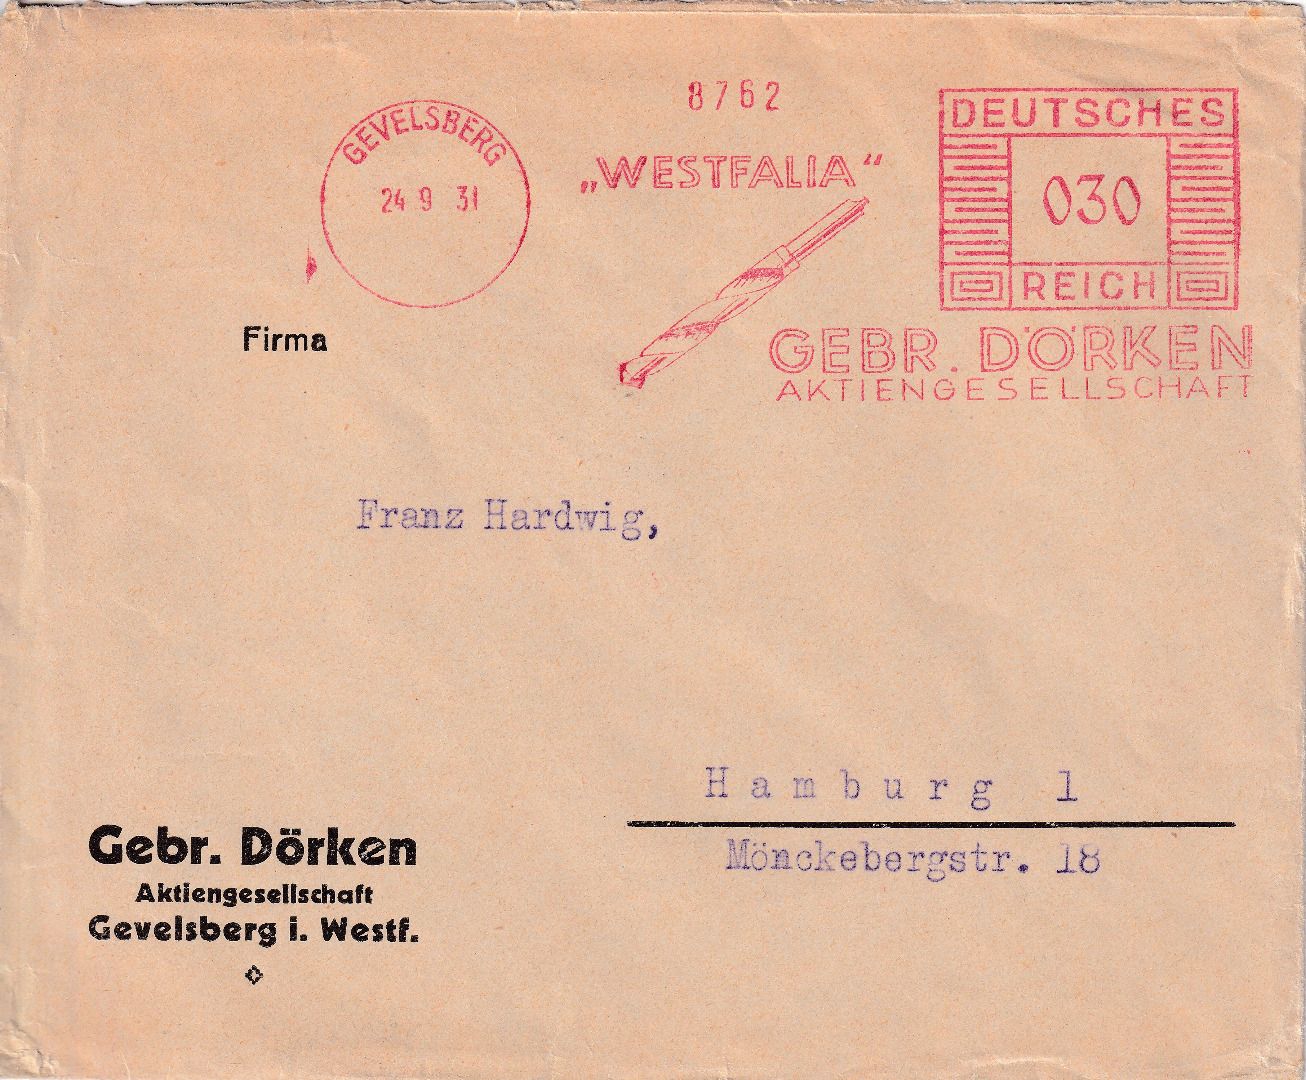 8762
GEVELSBERG
24 9 31
„WESTFALIA“
DEUTSCHES
030
REICH
GEBR. DÖRKEN
AKTIENGESELLSCHAFT
Firma
Franz Hardwig,
Hamburg 1
Mönckebergstr. 18
Gebr. Dörken
Aktiengesellschaft
Gevelsberg i. Westf.